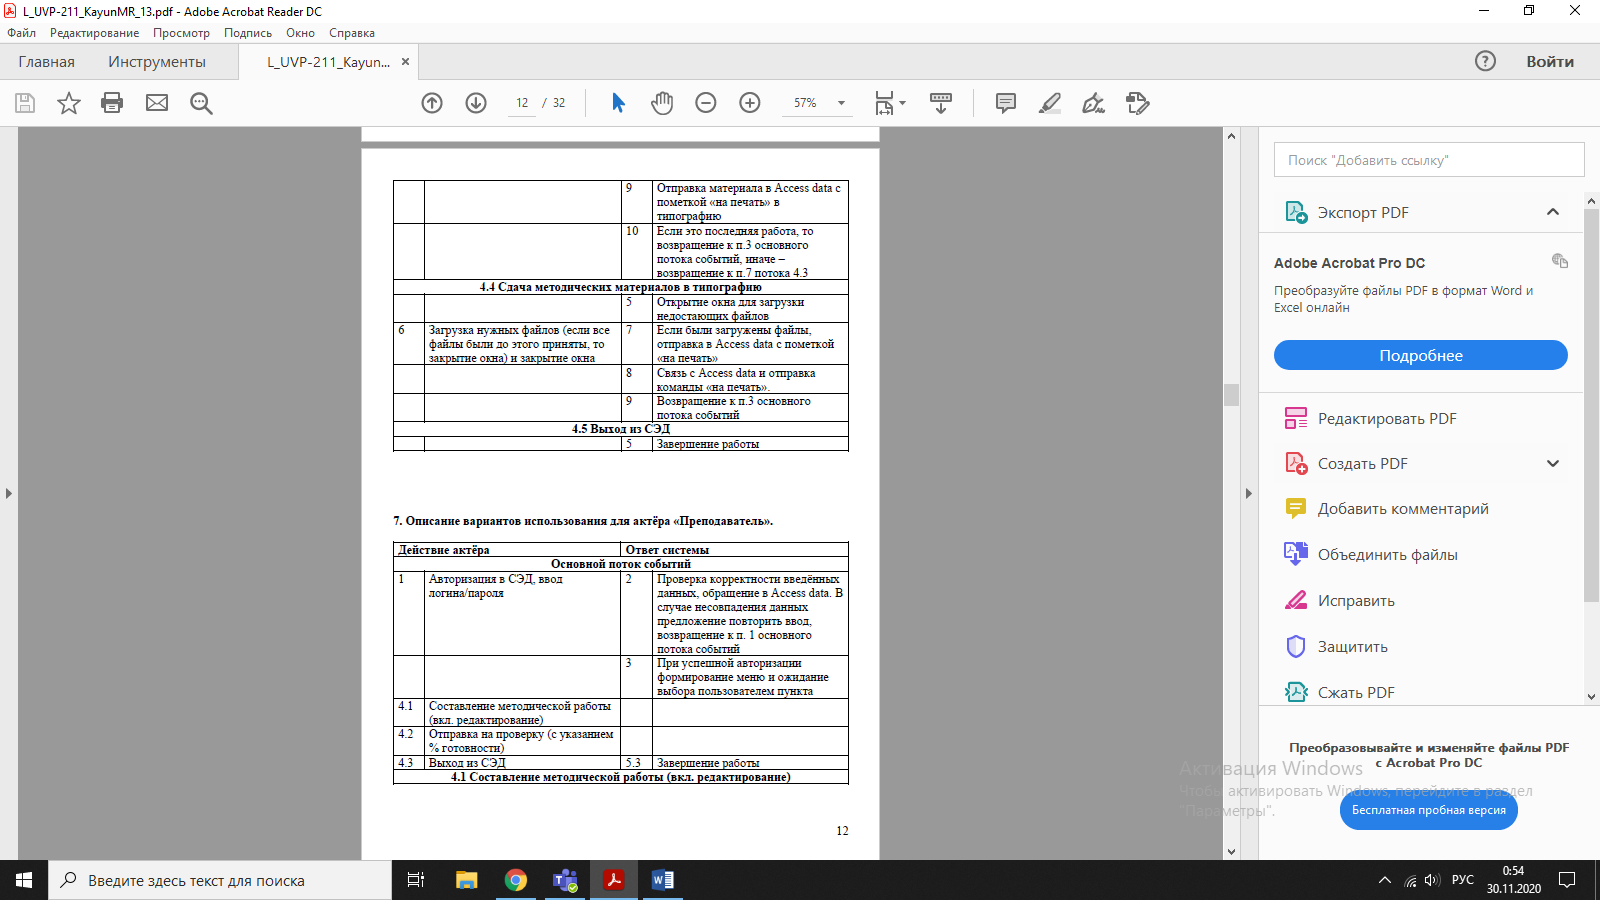 L_UVP-211_KayunMR_13.pdf - Adobe Acrobat Reader DC
Файл Редактирование Просмотр Подпись Окно Справка
Главная Инструменты L_UVP-211_Kayun... ×
? Войти
12 / 32 57%
9 Отправка материала в Access data с
пометкой «на печать» в
типографию
10 Если это последняя работа, то
возвращение к п.3 основного
потока событий, иначе –
возвращение к п.7 потока 4.3
4.4 Сдача методических материалов в типографию
5 Открытие окна для загрузки
недостающих файлов
6 Загрузка нужных файлов (если все
файлы были до этого приняты, то
закрытие окна) и закрытие окна
7 Если были загружены файлы,
отправка в Access data с пометкой
«на печать»
8 Связь с Access data и отправка
команды «на печать».
9 Возвращение к п.3 основного
потока событий
4.5 Выход из СЭД
5 Завершение работы
7. Описание вариантов использования для актёра «Преподаватель».
Действие актёра Ответ системы
Основной поток событий
1 Авторизация в СЭД, ввод
логина/пароля
2 Проверка корректности введённых
данных, обращение в Access data. В
случае несовпадения данных
предложение повторить ввод,
возвращение к п. 1 основного
потока событий
3 При успешной авторизации
формирование меню и ожидание
выбора пользователем пункта
4.1 Составление методической работы
(вкл. редактирование)
4.2 Отправка на проверку (с указанием
% готовности)
4.3 Выход из СЭД 5.3 Завершение работы
4.1 Составление методической работы (вкл. редактирование)
12
Поиск "Добавить ссылку"
Экспорт PDF
Adobe Acrobat Pro DC
Преобразуйте файлы PDF в формат Word и
Excel онлайн
Подробнее
Редактировать PDF
Создать PDF
Добавить комментарий
Объединить файлы
Исправить
Защитить
Сжать PDF
Преобразовывайте и изменяйте файлы PDF
с Acrobat Pro DC
Бесплатная пробная версия
Активация Windows
Чтобы активировать Windows, перейдите в раздел
"Параметры".
Введите здесь текст для поиска
РУС
0:54
30.11.2020